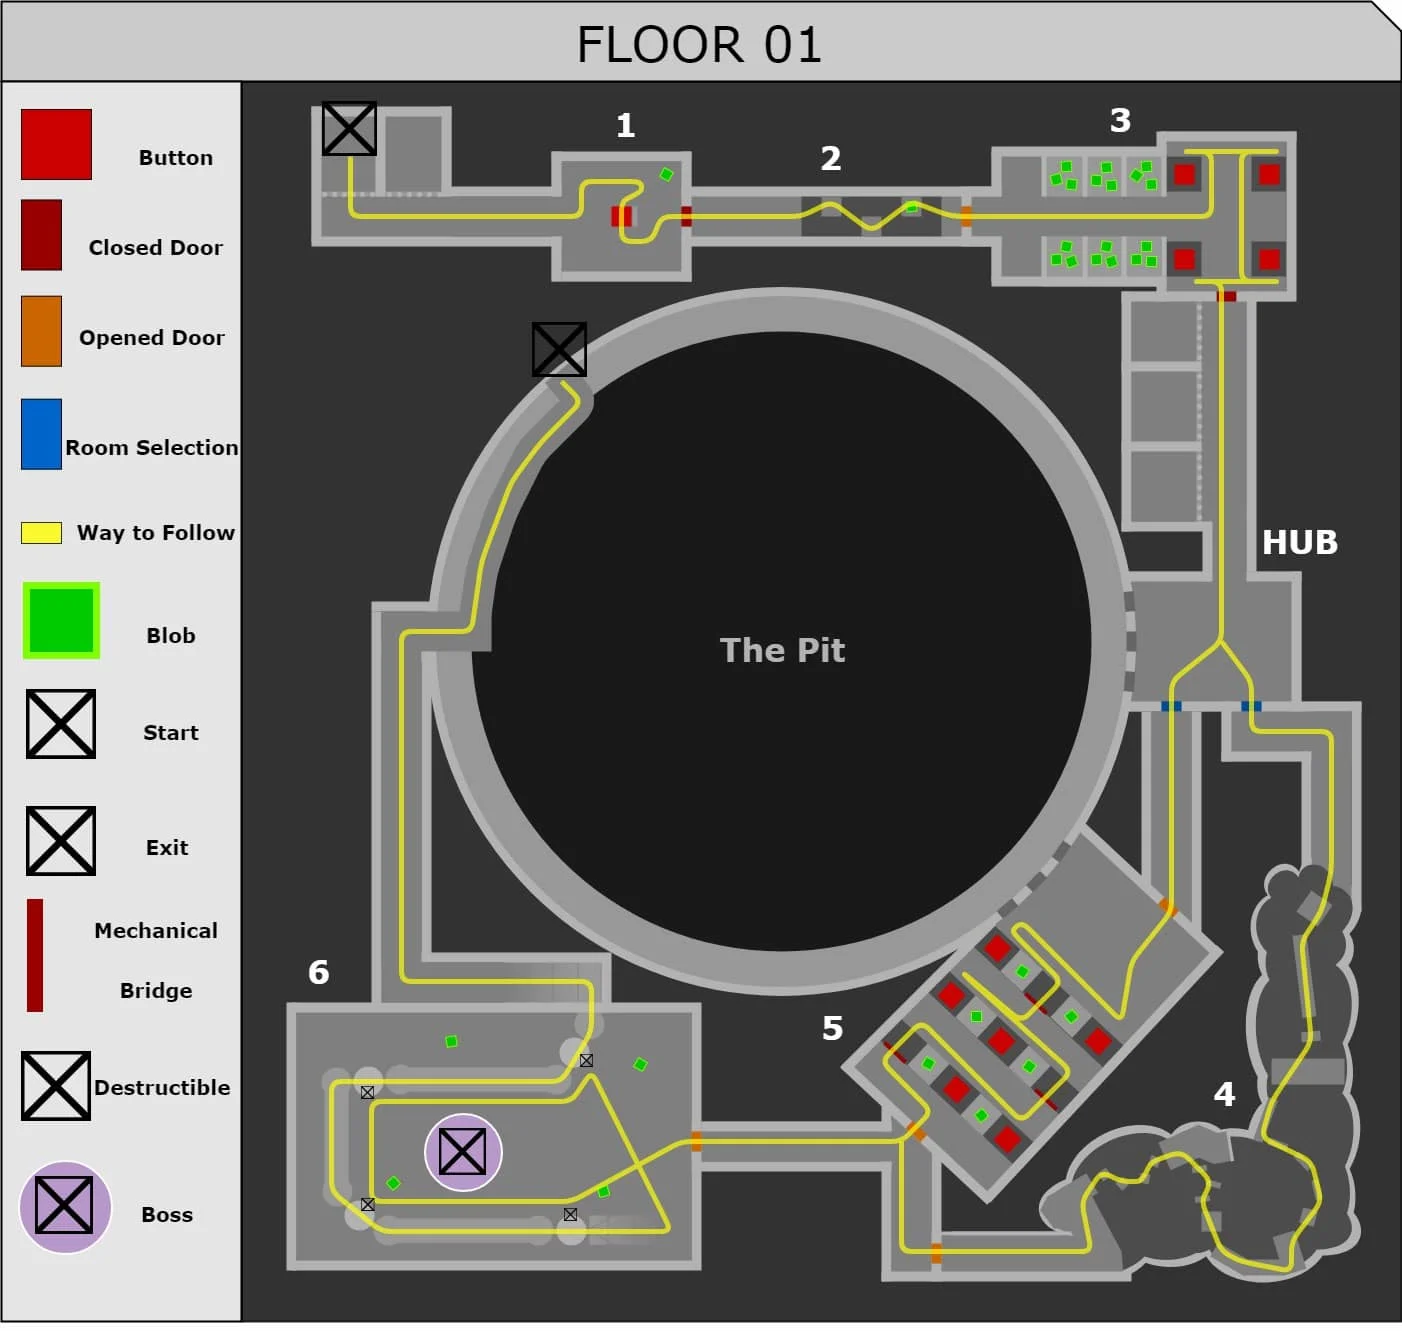 FLOOR 01
Button
Closed Door
Opened Door
Room Selection
Way to Follow
Blob
Start
Exit
Mechanical
Bridge
Destructible
Boss
1
2
3
HUB
The Pit
6
5
4